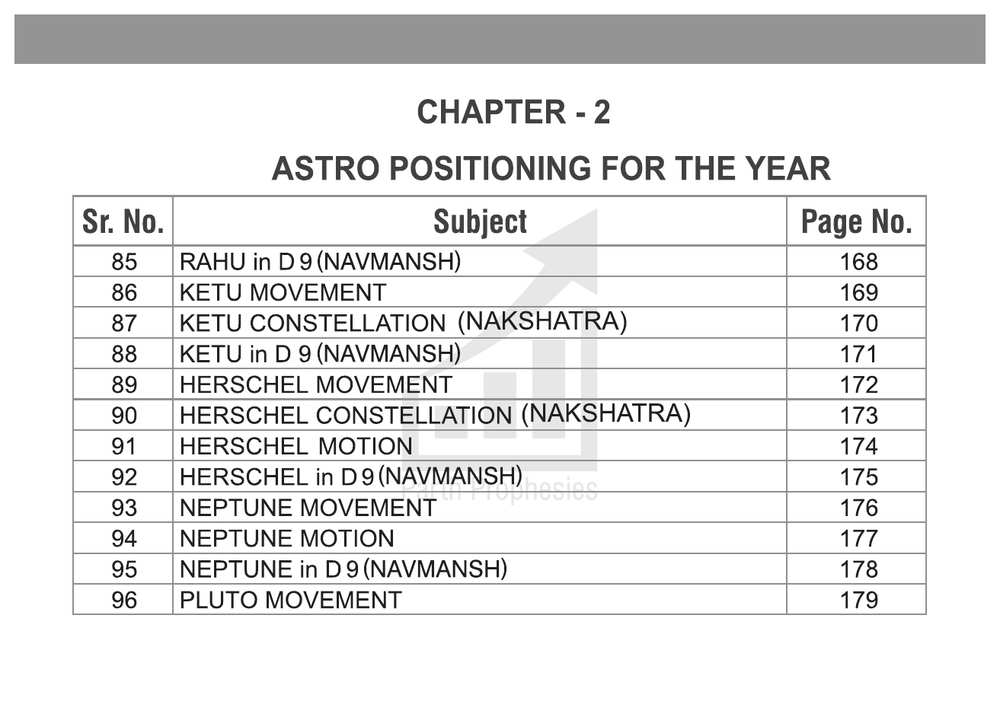 CHAPTER - 2
ASTRO POSITIONING FOR THE YEAR
Sr. No. Subject Page No.
85 RAHU in D 9 (NAVMANSH) 168
86 KETU MOVEMENT 169
87 KETU CONSTELLATION (NAKSHATRA) 170
88 KETU in D 9 (NAVMANSH) 171
89 HERSCHEL MOVEMENT 172
90 HERSCHEL CONSTELLATION (NAKSHATRA) 173
91 HERSCHEL MOTION 174
92 HERSCHEL in D 9 (NAVMANSH) 175
Parth Prophesies
93 NEPTUNE MOVEMENT 176
94 NEPTUNE MOTION 177
95 NEPTUNE in D 9 (NAVMANSH) 178
96 PLUTO MOVEMENT 179